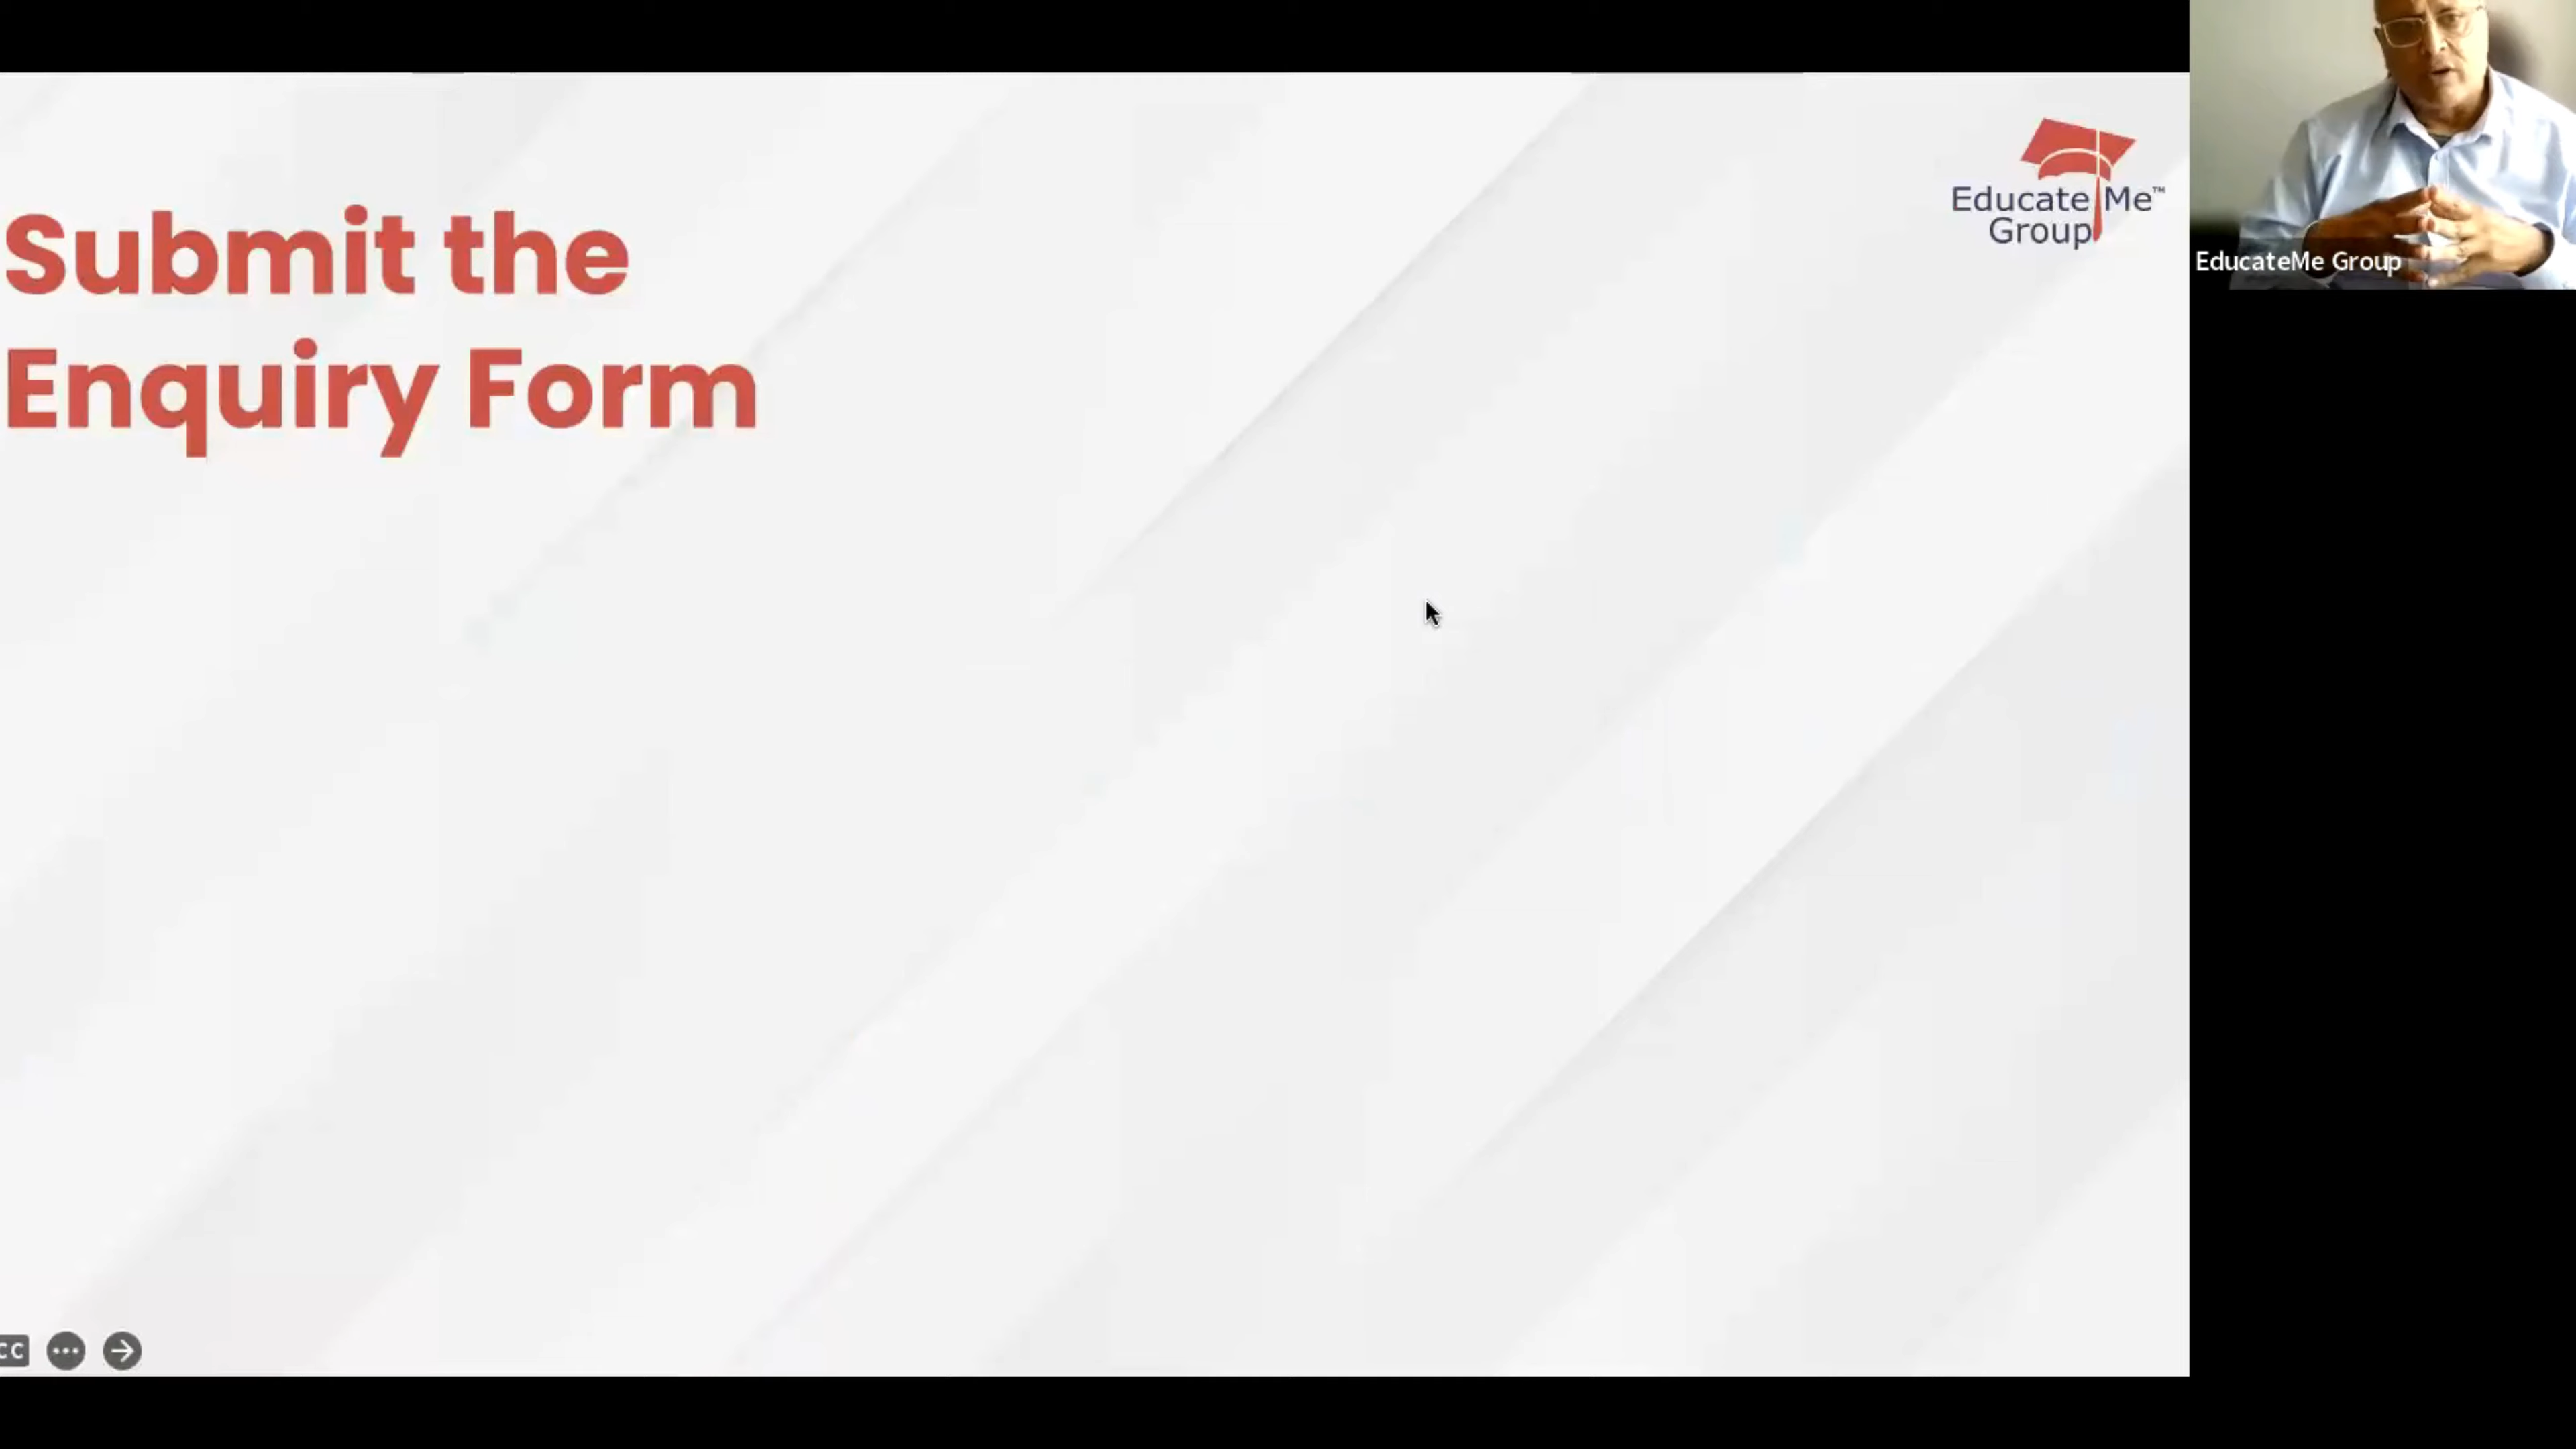 Submit the
Enquiry Form
Educate Me™
Group
EducateMe Group
CC